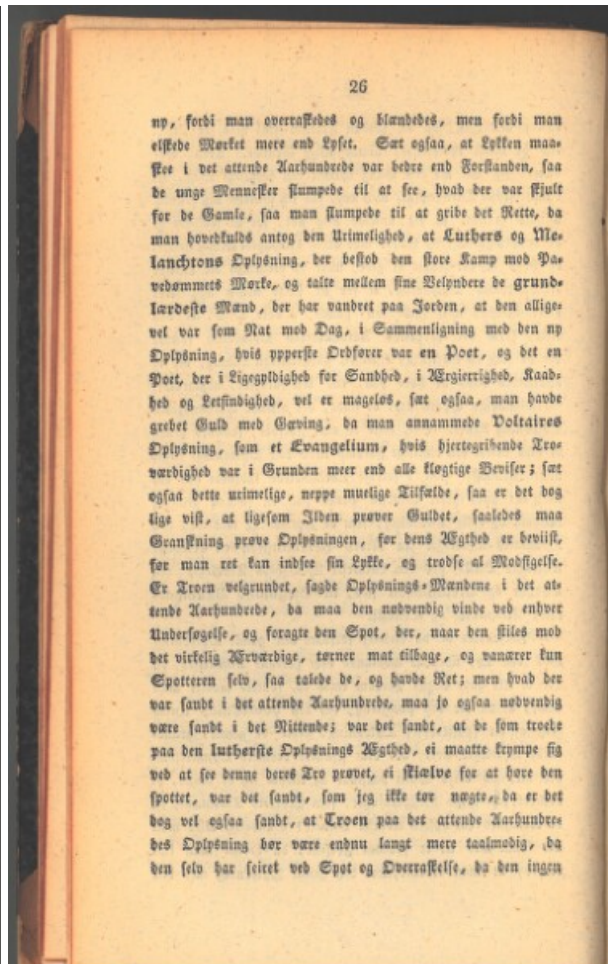 26
ny, fordi man overraskedes og blændedes, men fordi man
elskede Mørket mere end Lyset. Sæt ogsaa, at Lykken maa-
skee i det attende Aarhundrede var bedre end Forstanden, saa
de unge Mennesker slumpede til at see, hvad der var skjult
for de Gamle, saa man slumpede til at gribe det Rette, da
man hovedkulds antog den Urimelighed, at Luthers og Me-
lanchtons Oplysning, der bestod den store Kamp mod Pa-
vedømmets Mørke, og talte mellem sine Velyndere de grund-
lærdeste Mænd, der har vandret paa Jorden, at den allige-
vel var som Nat mod Dag, i Sammenligning med den ny
Oplysning, hvis ypperste Ordfører var en Poet, og det en
Poet, der i Ligegyldighed for Sandhed, i Ærgierrighed, Kaad-
hed og Letsindighed, vel er mageløs, sæt ogsaa, man havde
grebet Guld med Gæving, da man annammede Voltaires
Oplysning, som et Evangelium, hvis hjertegribende Tro-
værdighed var i Grunden meer end alle kløgtige Beviser; sæt
ogsaa dette urimelige, neppe muelige Tilfælde, saa er det dog
lige vist, at ligesom Ilden prøver Guldet, saaledes maa
Granskning prøve Oplysningen, før dens Ægthed er beviist,
før man ret kan indsee sin Lykke, og trodse al Modsigelse.
Er Troen velgrundet, sagde Oplysnings-Mændene i det at-
tende Aarhundrede, da maa den nødvendig vinde ved enhver
Undersøgelse, og foragte den Spot, der, naar den stiles mod
det virkelig Ærværdige, tørner mat tilbage, og vanærer kun
Spotteren selv, saa talede de, og havde Ret; men hvad der
var sandt i det attende Aarhundrede, maa jo ogsaa nødvendig
være sandt i det Nittende; var det sandt, at de som troede
paa den lutherske Oplysnings Ægthed, ei maatte krympe sig
ved at see denne deres Tro prøvet, ei skiælve for at høre den
spottet, var det sandt, som jeg ikke tør nægte, da er det
dog vel ogsaa sandt, at Troen paa det attende Aarhundre-
des Oplysning bør være endnu langt mere taalmodig, da
den selv har seiret ved Spot og Overraskelse, da den ingen